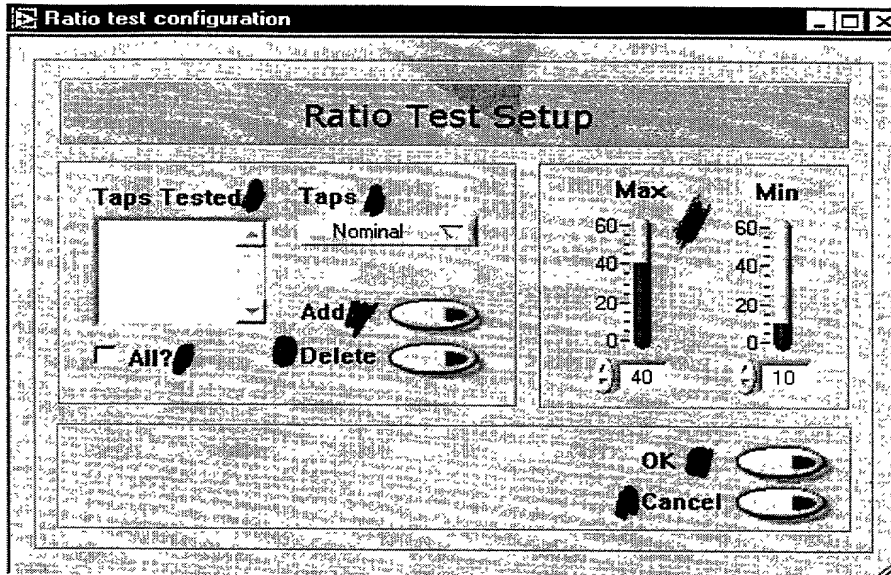 Ratio test configuration
Ratio Test Setup
Taps Tested
Taps
Nominal
Add
All?
Delete
Max
Min
60
40
20
0
40
60
40
20
0
10
OK
Cancel